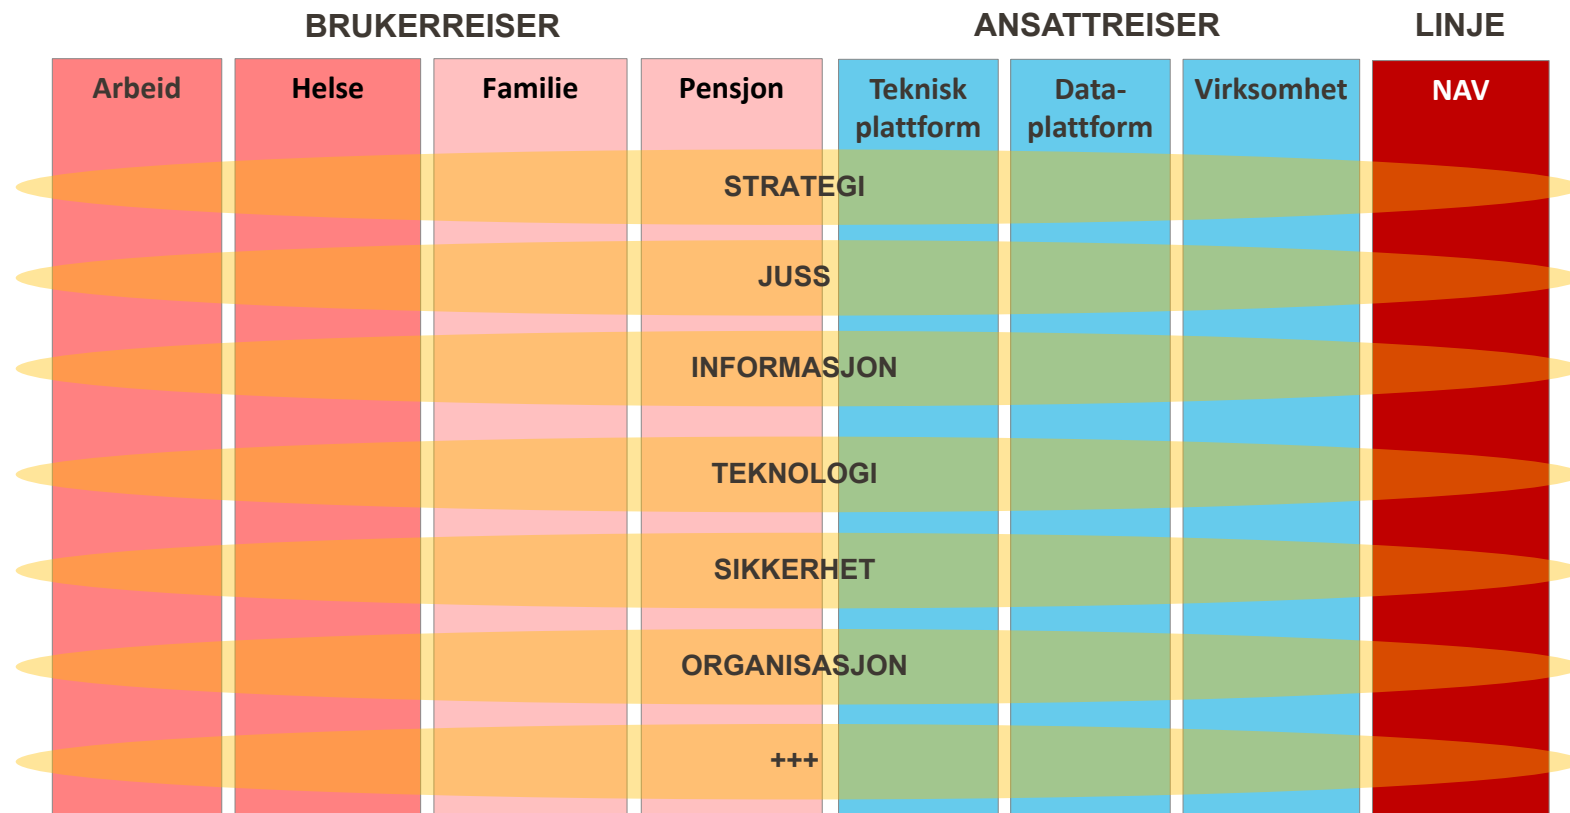 BRUKERREISER ANSATTREISER LINJE
Arbeid Helse Familie Pensjon Teknisk Data- Virksomhet NAV
plattform plattform
STRATEGI
JUSS
INFORMASJON
TEKNOLOGI
SIKKERHET
ORGANISASJON
+++